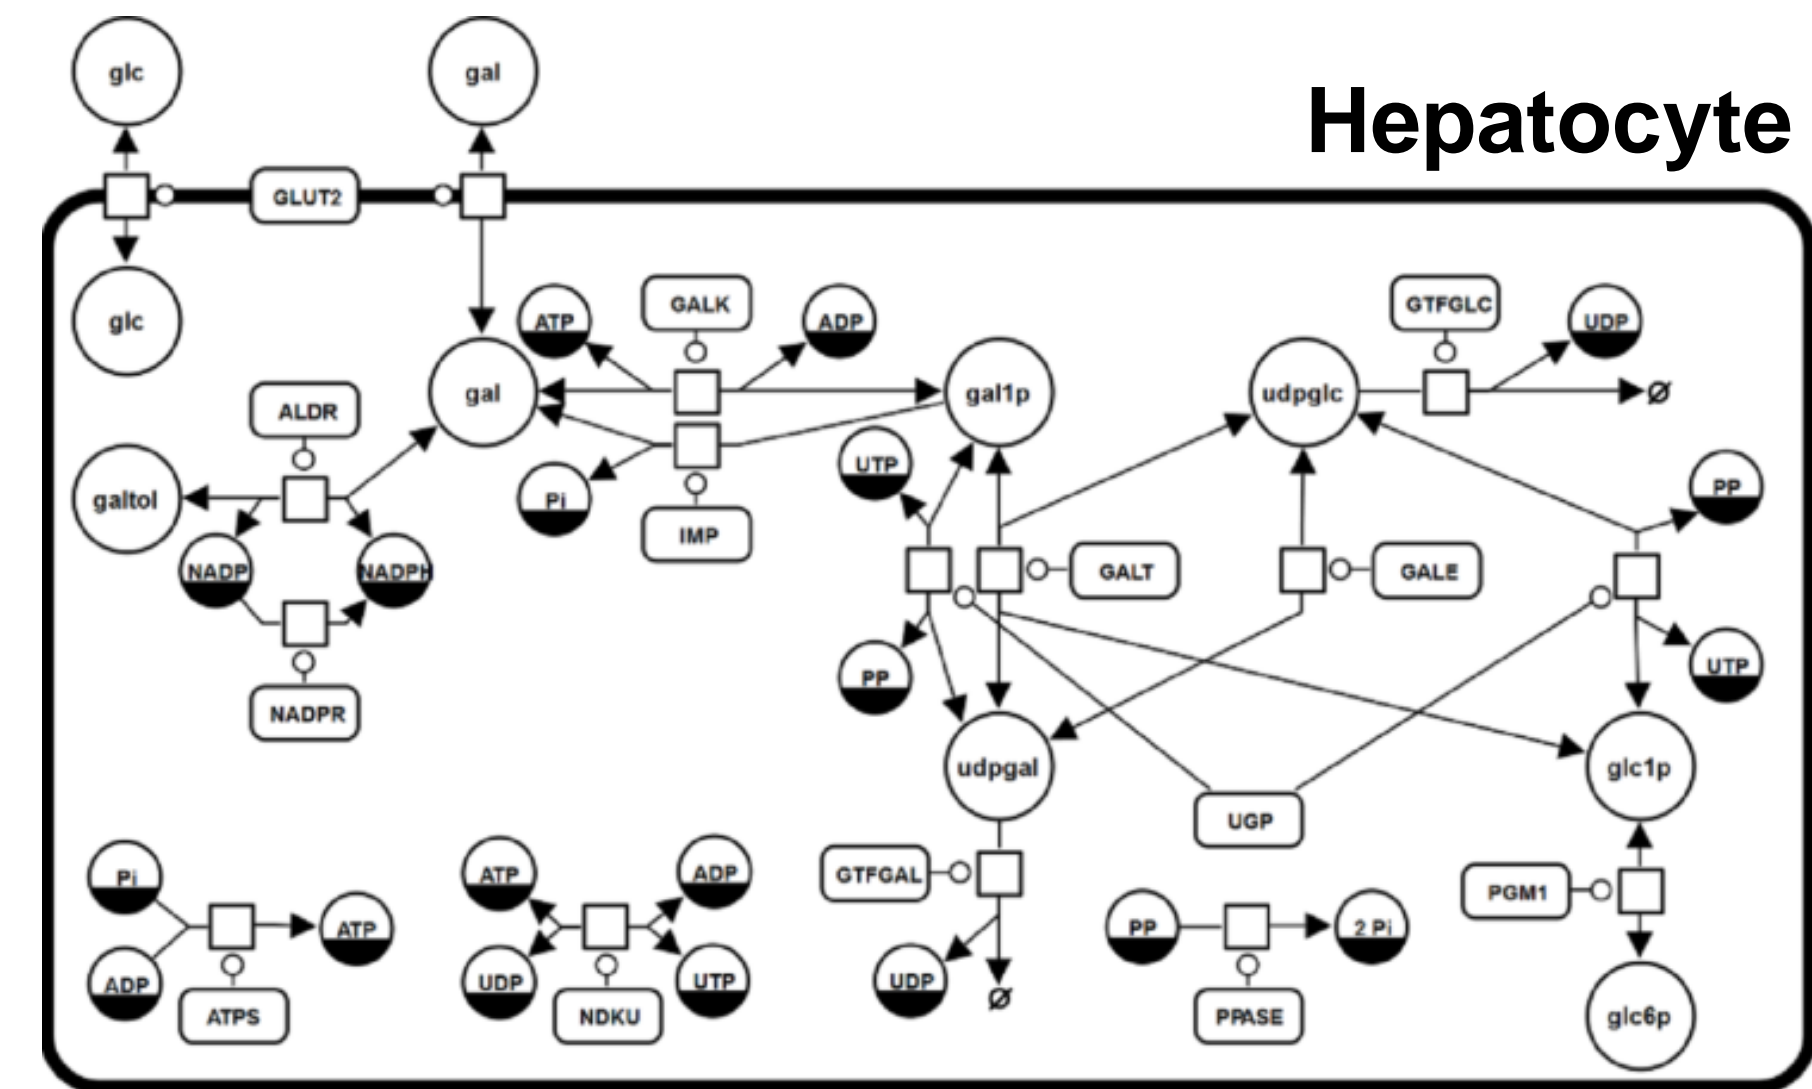 glc
gal
Hepatocyte
GLUT2
glc
ATP
GALK
ADP
GTFGLC
UDP
gal
gal1p
udpglc
ø
ALDR
galtol
UTP
Pi
IMP
PP
NADP
NADPH
GALT
GALE
NADPR
PP
UTP
udpgal
glc1p
UGP
Pi
ATP
ADP
GTFGAL
PGM1
ATP
PP
2 Pi
ADP
UDP
UTP
UDP
ø
ATPS
NDKU
PPASE
glc6p